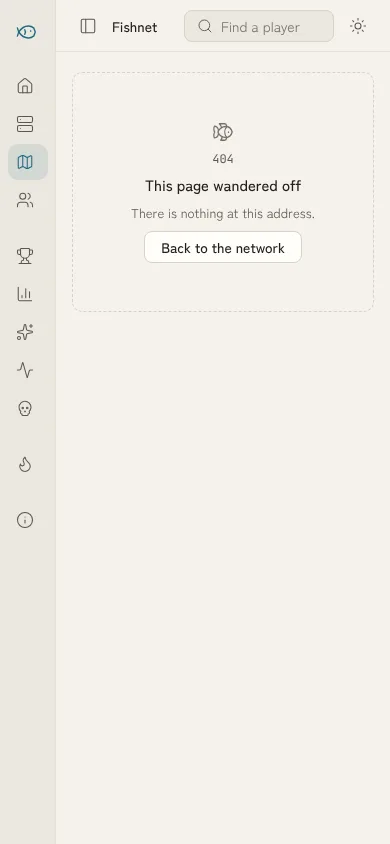 Fishnet
Find a player
404
This page wandered off
There is nothing at this address.
Back to the network